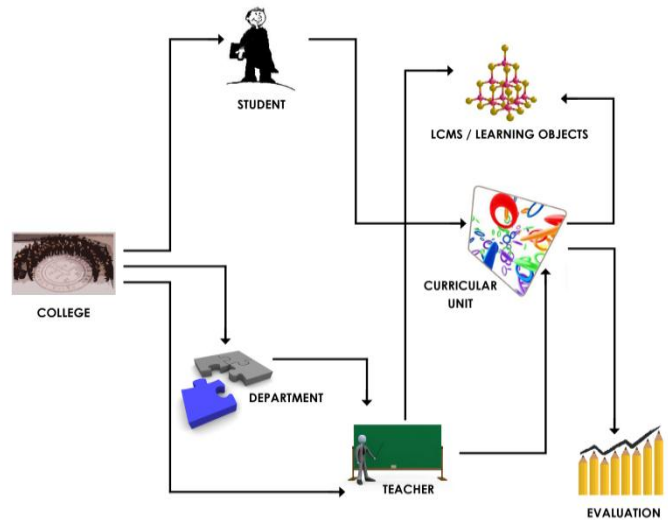 STUDENT
LCMS / LEARNING OBJECTS
COLLEGE
CURRICULAR
UNIT
DEPARTMENT
TEACHER
EVALUATION